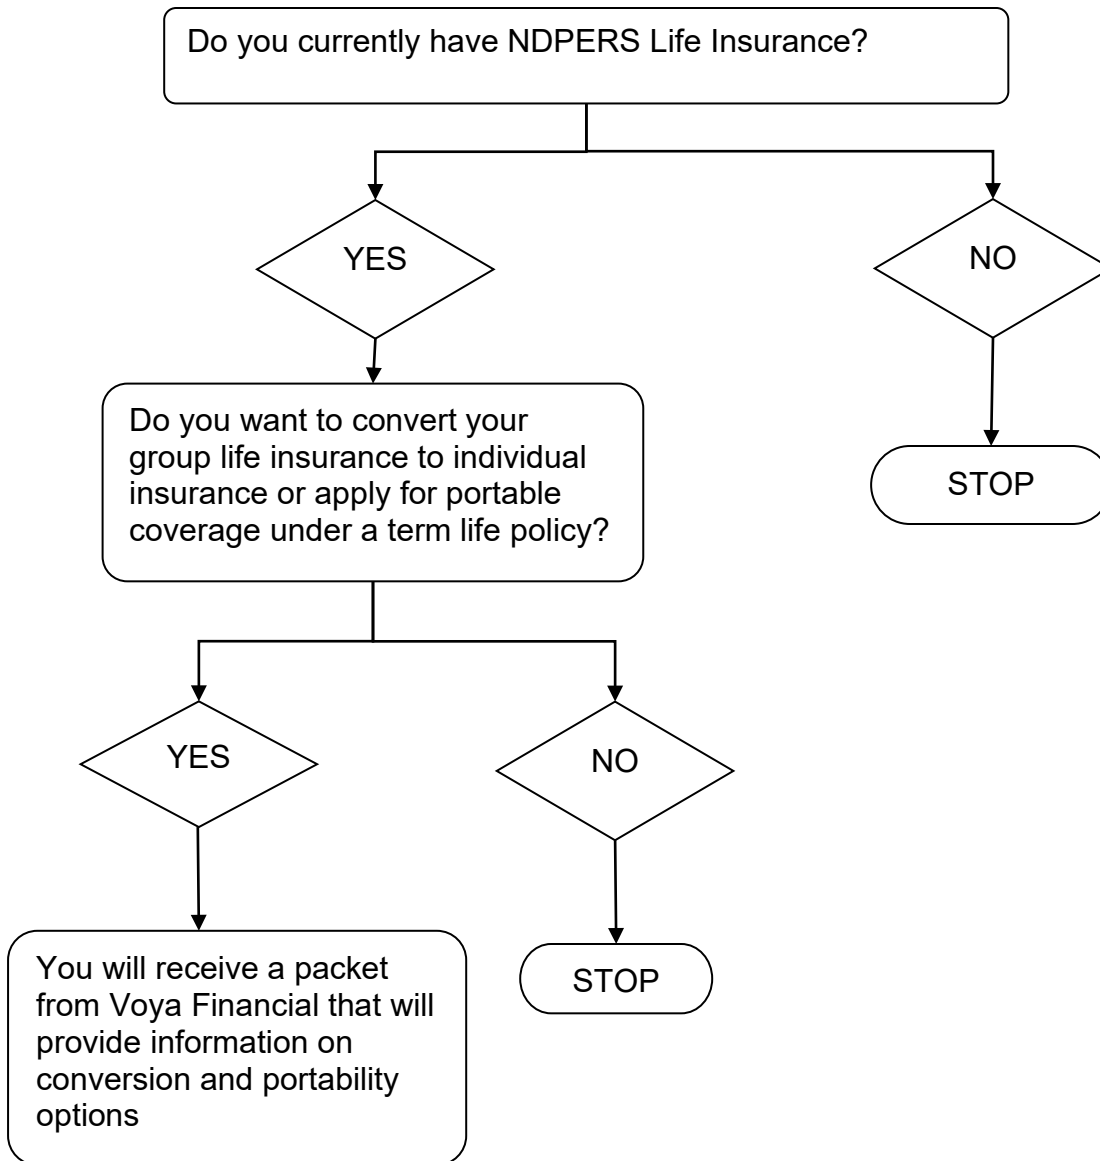 Do you currently have NDPERS Life Insurance?
YES
NO
Do you want to convert your
group life insurance to individual
insurance or apply for portable
coverage under a term life policy?
STOP
YES
NO
You will receive a packet
from Voya Financial that will
provide information on
conversion and portability
options
STOP